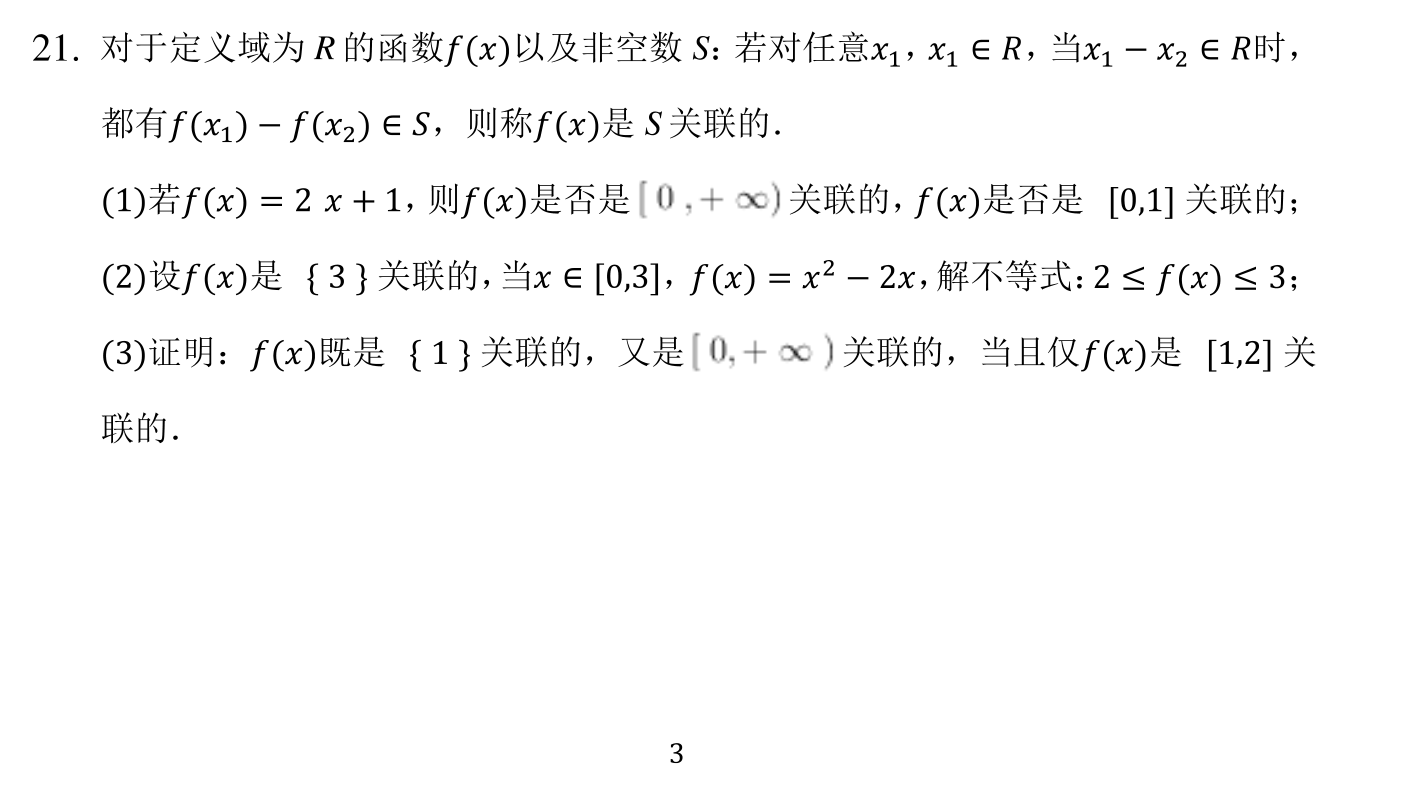 21. 对于定义域为 R 的函数f(x)以及非空数 S：若对任意x₁，x₁ ∈ R，当x₁ − x₂ ∈ R时，
都有f(x₁) − f(x₂) ∈ S，则称f(x)是 S 关联的．
(1)若f(x) = 2 x + 1，则f(x)是否是[ 0 ,+ ∞)关联的，f(x)是否是 [0,1] 关联的；
(2)设f(x)是 { 3 } 关联的，当x ∈ [0,3]，f(x) = x² − 2x，解不等式：2 ≤ f(x) ≤ 3；
(3)证明：f(x)既是 { 1 } 关联的，又是[ 0,+ ∞ )关联的，当且仅f(x)是 [1,2] 关
联的．
3